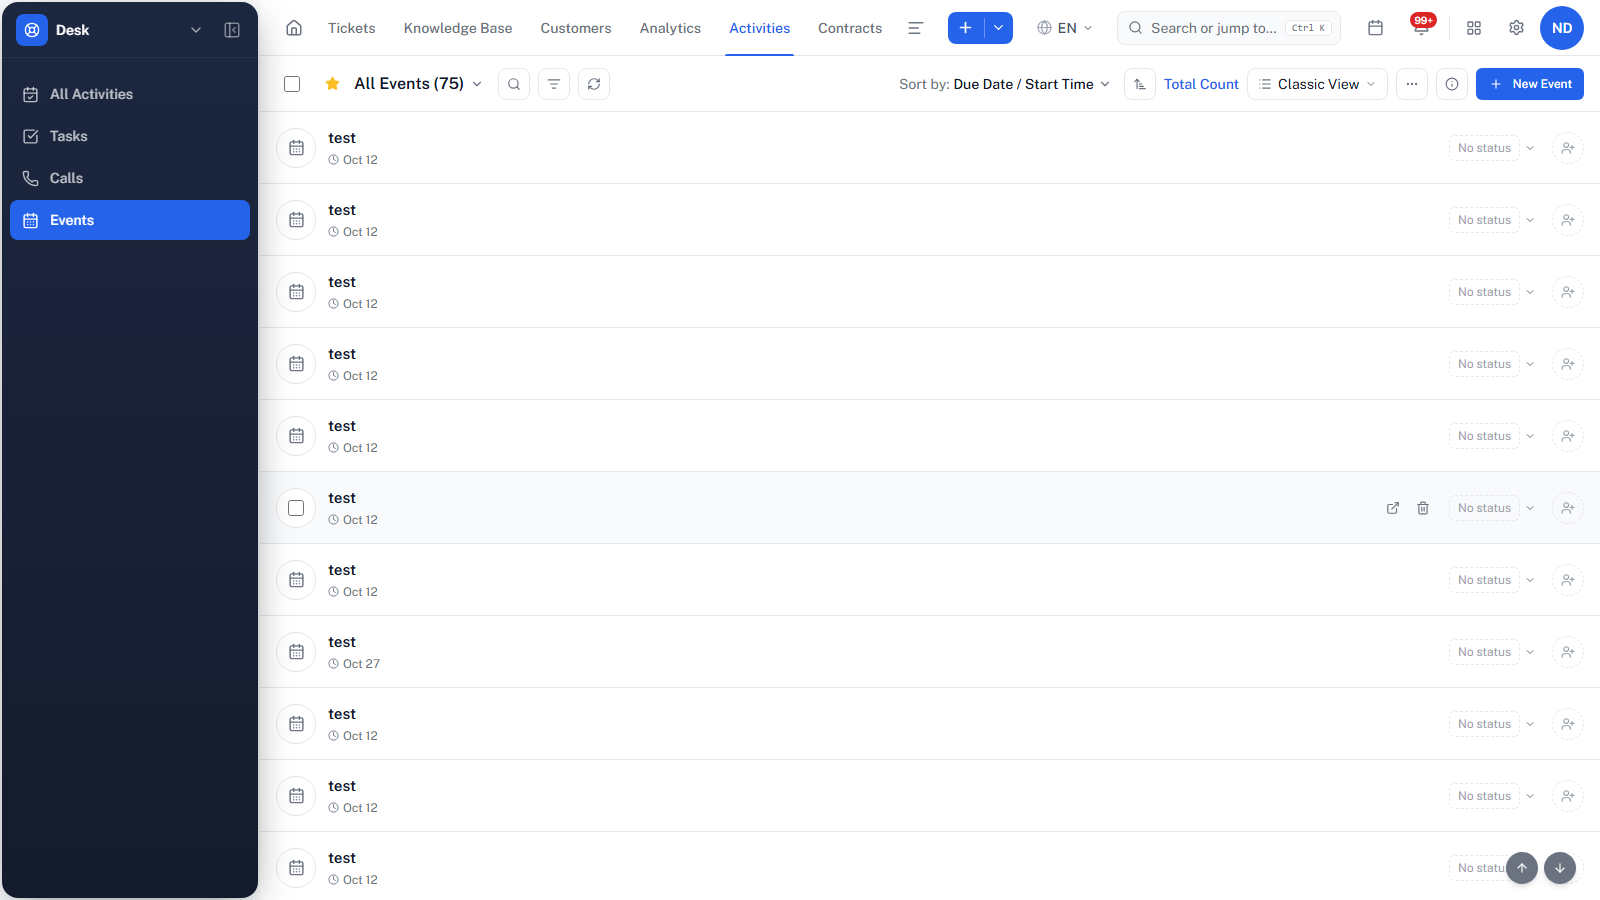 Desk
All Activities
Tasks
Calls
Events
Tickets
Knowledge Base
Customers
Analytics
Activities
Contracts
EN
Search or jump to...
Ctrl K
99+
ND
All Events (75)
Sort by: Due Date / Start Time
Total Count
Classic View
New Event
test
Oct 12
No status
test
Oct 12
No status
test
Oct 12
No status
test
Oct 12
No status
test
Oct 12
No status
test
Oct 12
No status
test
Oct 12
No status
test
Oct 27
No status
test
Oct 12
No status
test
Oct 12
No status
test
Oct 12
No statu